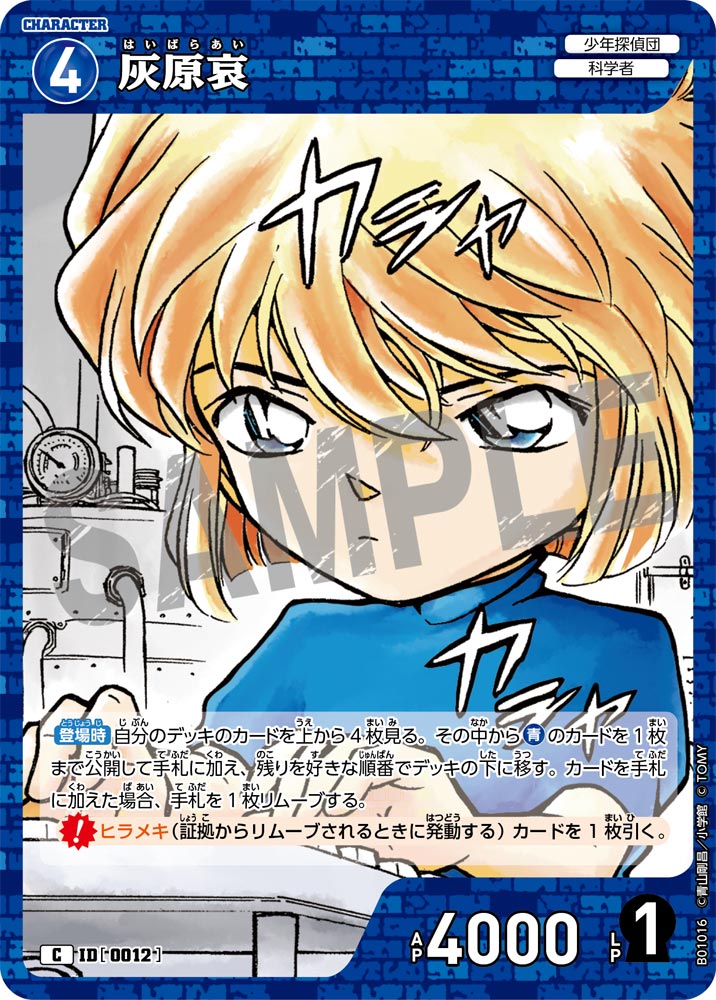 CHARACTER
4
はいばらあい
灰原哀
少年探偵団
科学者
カシャ
カシャ
SAMPLE
登場時 自分のデッキのカードを上から4枚見る。その中から青のカードを1枚
まで公開して手札に加え、残りを好きな順番でデッキの下に移す。カードを手札
に加えた場合、手札を1枚リムーブする。
ヒラメキ(証拠からリムーブされるときに発動する) カードを1枚引く。
C ID[0012]
AP 4000 LP 1
B01016 ©青山剛昌/小学館 ©TOMY